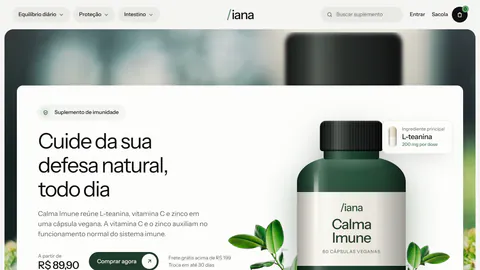 Equilíbrio diário
Proteção
Intestino
/iana
Buscar suplemento
Entrar
Sacola
Suplemento de imunidade
Cuide da sua
defesa natural,
todo dia
Calma Imune reúne L-teanina, vitamina C e zinco em
uma cápsula vegana. A vitamina C e o zinco auxiliam no
funcionamento normal do sistema imune.
A partir de
R$ 89,90
Comprar agora
Frete grátis acima de R$ 199
Troca em até 30 dias
Ingrediente principal
L-teanina
200 mg por dose
/iana
Calma
Imune
60 CÁPSULAS VEGANAS